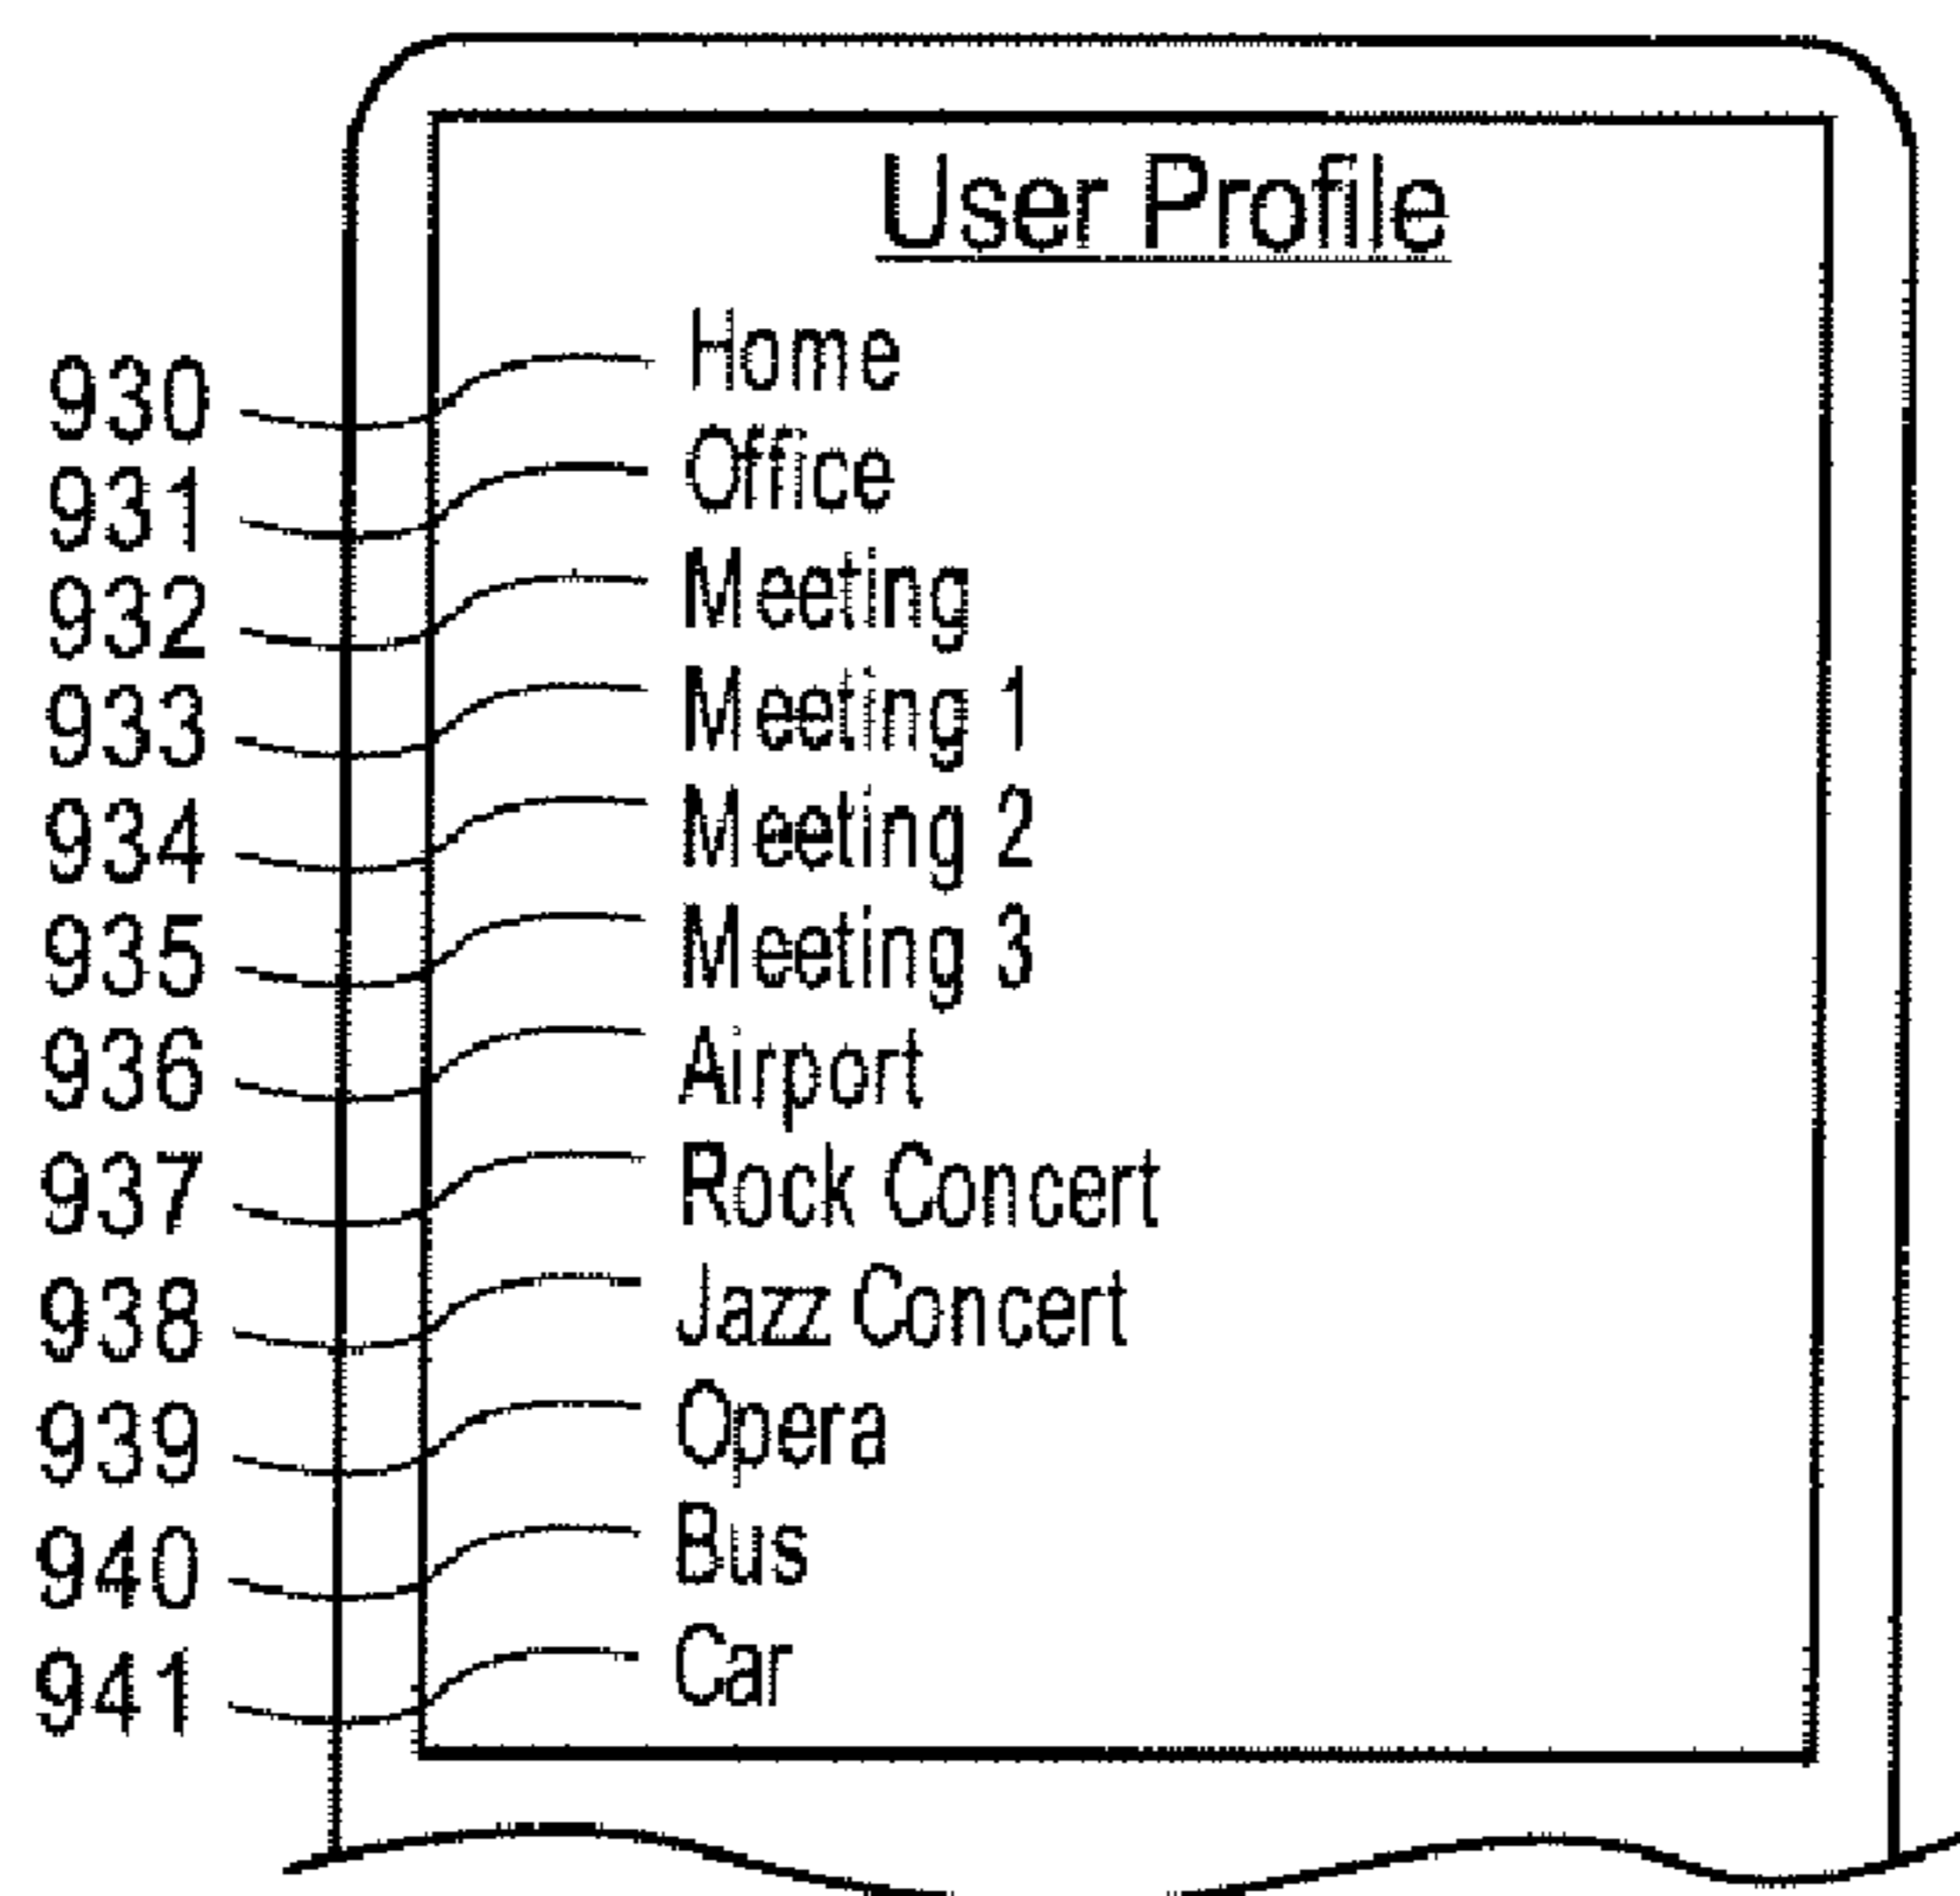 User Profile
930 Home
931 Office
932 Meeting
933 Meeting 1
934 Meeting 2
935 Meeting 3
936 Airport
937 Rock Concert
938 Jazz Concert
939 Opera
940 Bus
941 Car